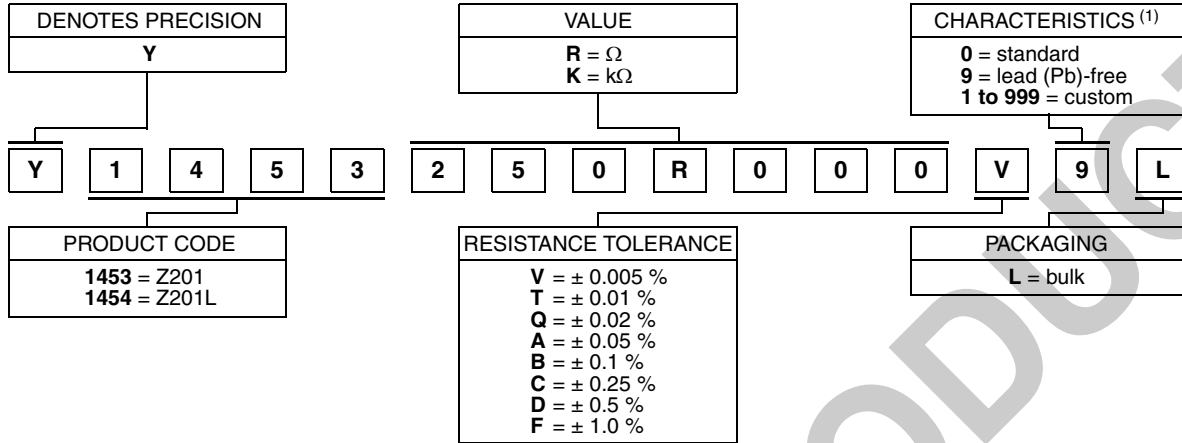 DENOTES PRECISION
Y
VALUE
R = Ω
K = kΩ
CHARACTERISTICS (1)
0 = standard
9 = lead (Pb)-free
1 to 999 = custom
Y 1 4 5 3 2 5 0 R 0 0 0 V 9 L
PRODUCT CODE
1453 = Z201
1454 = Z201L
RESISTANCE TOLERANCE
V = ± 0.005 %
T = ± 0.01 %
Q = ± 0.02 %
A = ± 0.05 %
B = ± 0.1 %
C = ± 0.25 %
D = ± 0.5 %
F = ± 1.0 %
PACKAGING
L = bulk
ODUC